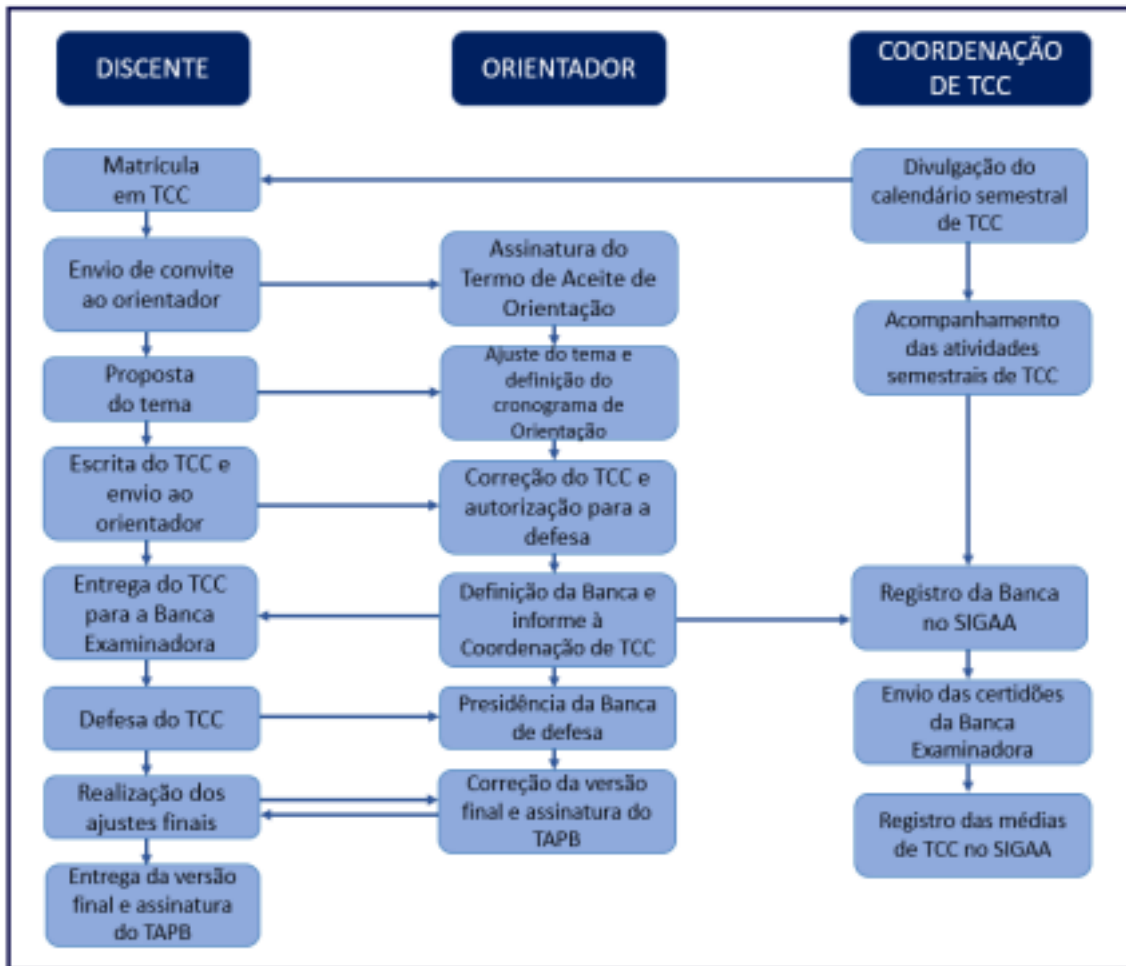 DISCENTE
ORIENTADOR
COORDENAÇÃO
DE TCC
Matrícula
em TCC
Divulgação do
calendário semestral
de TCC
Envio de convite
ao orientador
Assinatura do
Termo de Aceite de
Orientação
Acompanhamento
das atividades
semestrais de TCC
Proposta
do tema
Ajuste do tema e
definição do
cronograma de
Orientação
Escrita do TCC e
envio ao
orientador
Correção do TCC e
autorização para a
defesa
Entrega do TCC
para a Banca
Examinadora
Definição da Banca e
informe à
Coordenação de TCC
Registro da Banca
no SIGAA
Defesa do TCC
Presidência da Banca
de defesa
Envio das certidões
da Banca
Examinadora
Realização dos
ajustes finais
Correção da versão
final e assinatura do
TAPB
Registro das médias
de TCC no SIGAA
Entrega da versão
final e assinatura
do TAPB